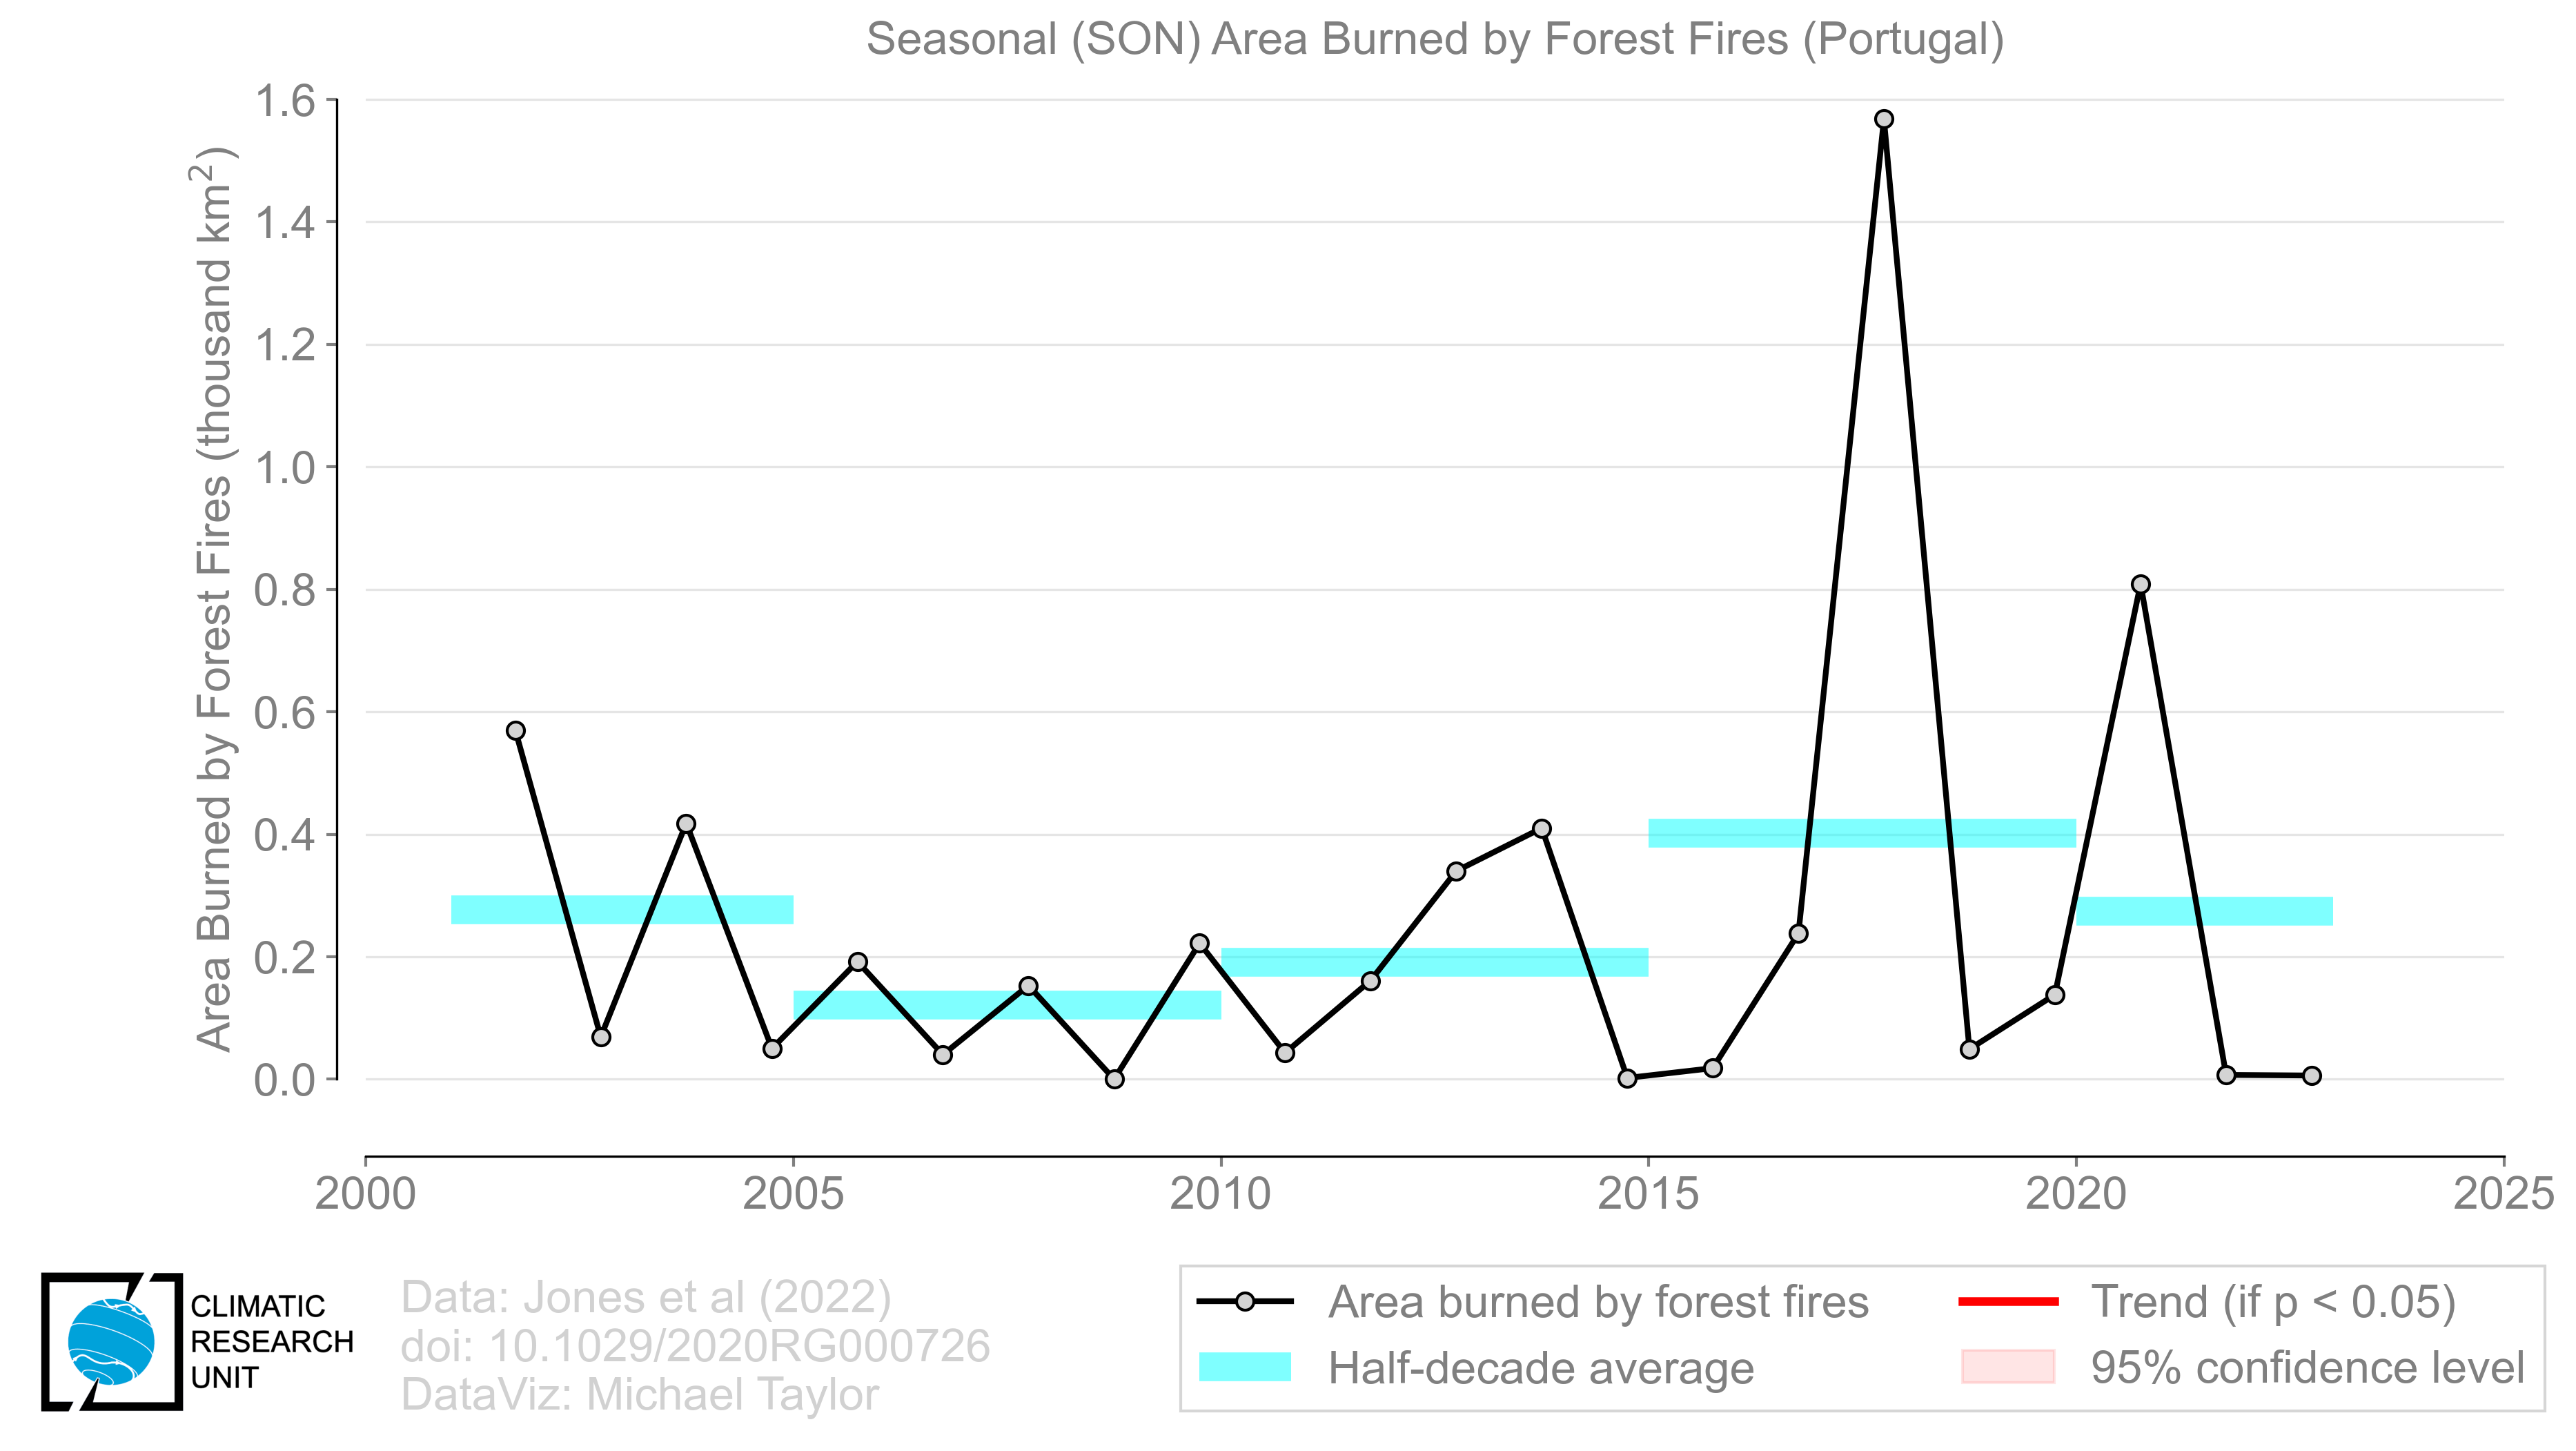 Seasonal (SON) Area Burned by Forest Fires (Portugal)
Area Burned by Forest Fires (thousand km²)
1.6
1.4
1.2
1.0
0.8
0.6
0.4
0.2
0.0
2000 2005 2010 2015 2020 2025
CLIMATIC
RESEARCH
UNIT
Data: Jones et al (2022)
doi: 10.1029/2020RG000726
DataViz: Michael Taylor
Area burned by forest fires
Half-decade average
Trend (if p < 0.05)
95% confidence level